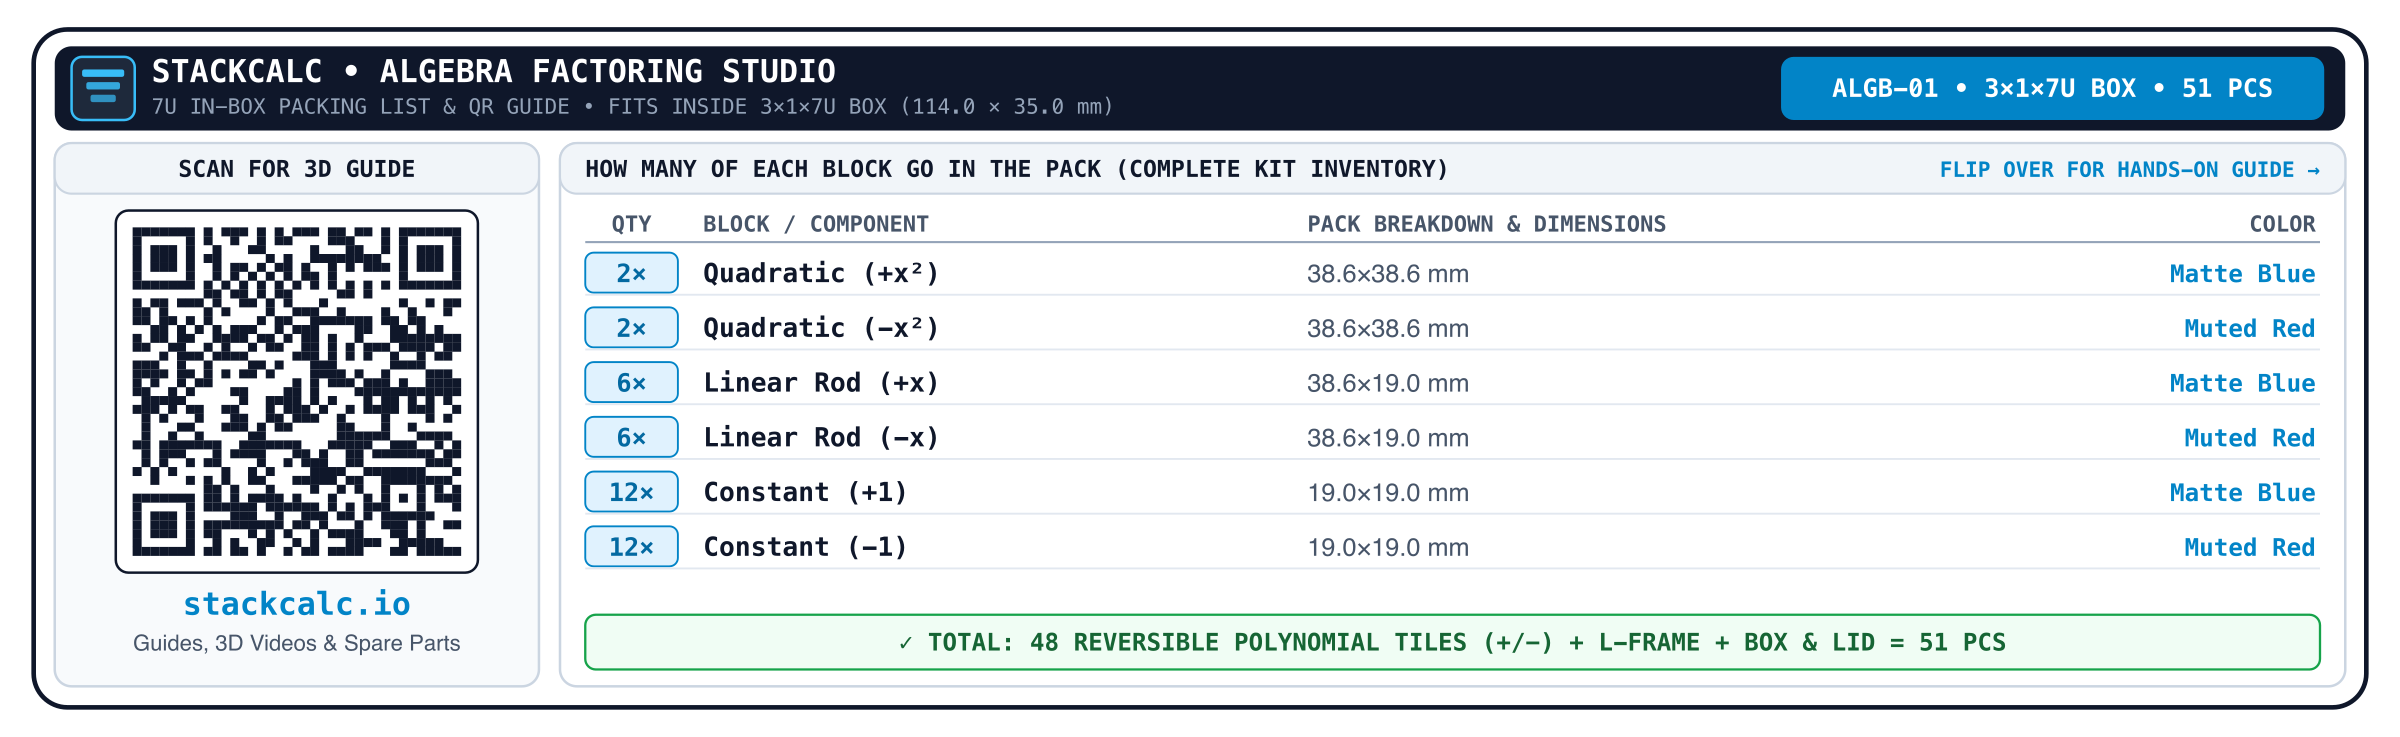 STACKCALC • ALGEBRA FACTORING STUDIO
7U IN-BOX PACKING LIST & QR GUIDE • FITS INSIDE 3×1×7U BOX (114.0 × 35.0 mm)
ALGB–01 • 3×1×7U BOX • 51 PCS
SCAN FOR 3D GUIDE
stackcalc.io
Guides, 3D Videos & Spare Parts
HOW MANY OF EACH BLOCK GO IN THE PACK (COMPLETE KIT INVENTORY)
FLIP OVER FOR HANDS–ON GUIDE →
QTY BLOCK / COMPONENT PACK BREAKDOWN & DIMENSIONS COLOR
2× Quadratic (+x²) 38.6×38.6 mm Matte Blue
2× Quadratic (−x²) 38.6×38.6 mm Muted Red
6× Linear Rod (+x) 38.6×19.0 mm Matte Blue
6× Linear Rod (−x) 38.6×19.0 mm Muted Red
12× Constant (+1) 19.0×19.0 mm Matte Blue
12× Constant (−1) 19.0×19.0 mm Muted Red
✓ TOTAL: 48 REVERSIBLE POLYNOMIAL TILES (+/−) + L–FRAME + BOX & LID = 51 PCS